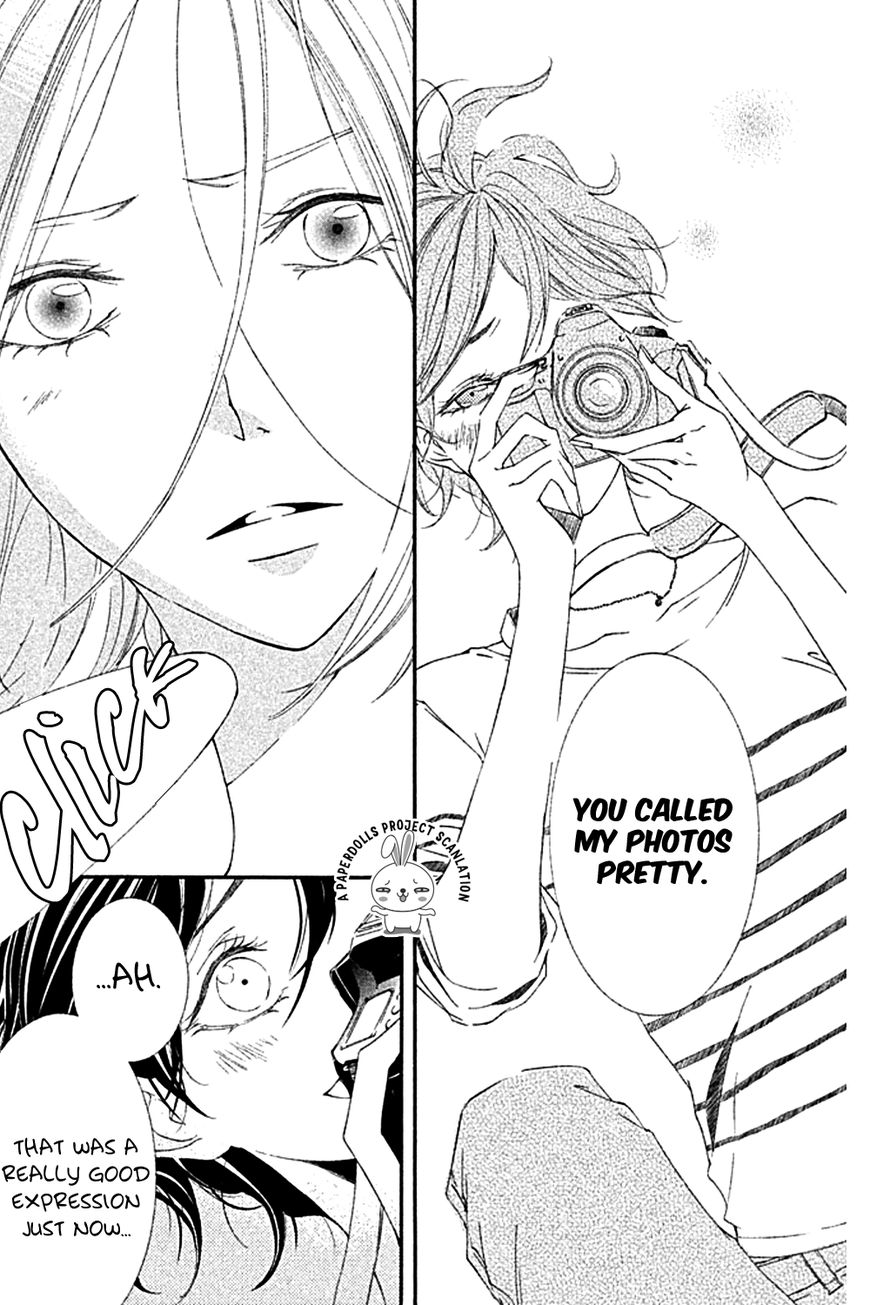 YOU CALLED
MY PHOTOS
PRETTY.
CLICK
...AH.
THAT WAS A
REALLY GOOD
EXPRESSION
JUST NOW...
A PAPERDOLLS PROJECT SCANLATION